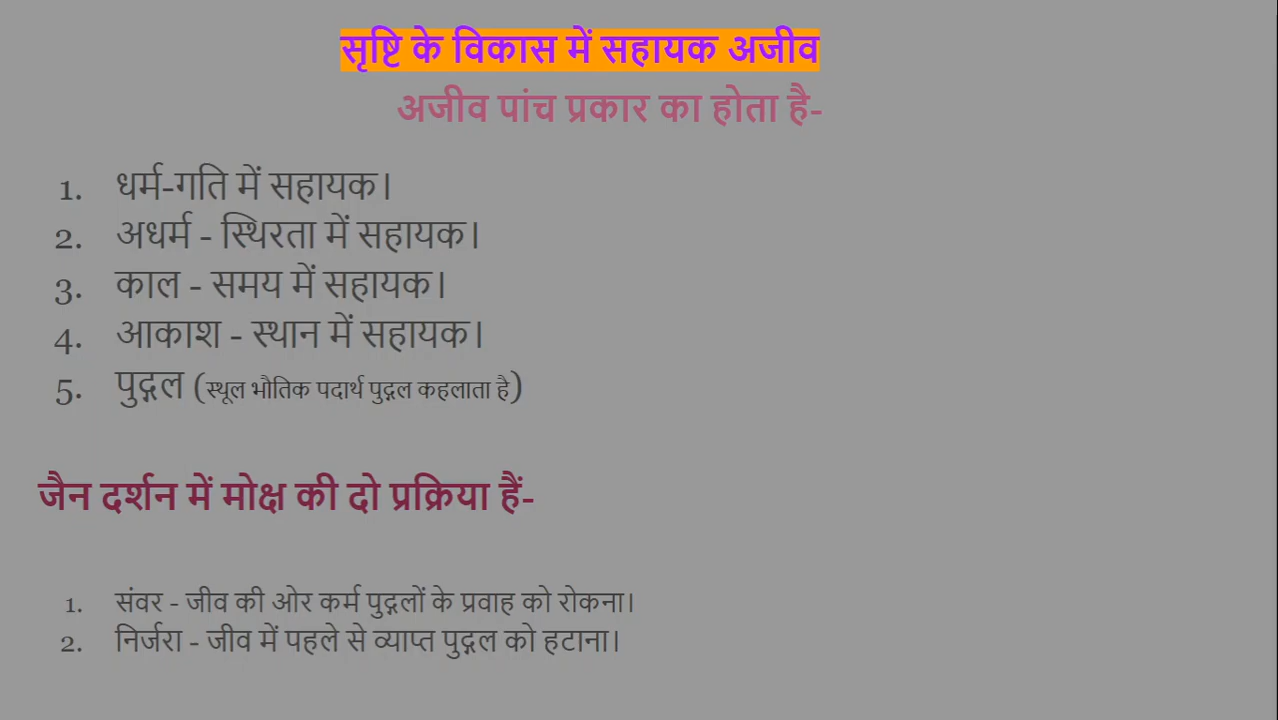 सृष्टि के विकास में सहायक अजीव
अजीव पांच प्रकार का होता है-
1. धर्म-गति में सहायक।
2. अधर्म - स्थिरता में सहायक।
3. काल - समय में सहायक।
4. आकाश - स्थान में सहायक।
5. पुद्गल (स्थूल भौतिक पदार्थ पुद्गल कहलाता है)
जैन दर्शन में मोक्ष की दो प्रक्रिया हैं-
1. संवर - जीव की ओर कर्म पुद्गलों के प्रवाह को रोकना।
2. निर्जरा - जीव में पहले से व्याप्त पुद्गल को हटाना।